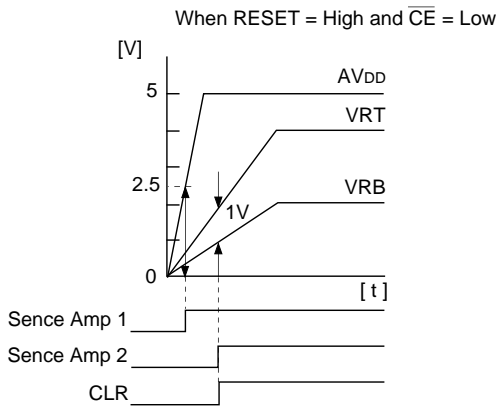 When RESET = High and CE = Low
[V]
AVDD
5
VRT
2.5
VRB
1V
0
[ t ]
Sence Amp 1
Sence Amp 2
CLR